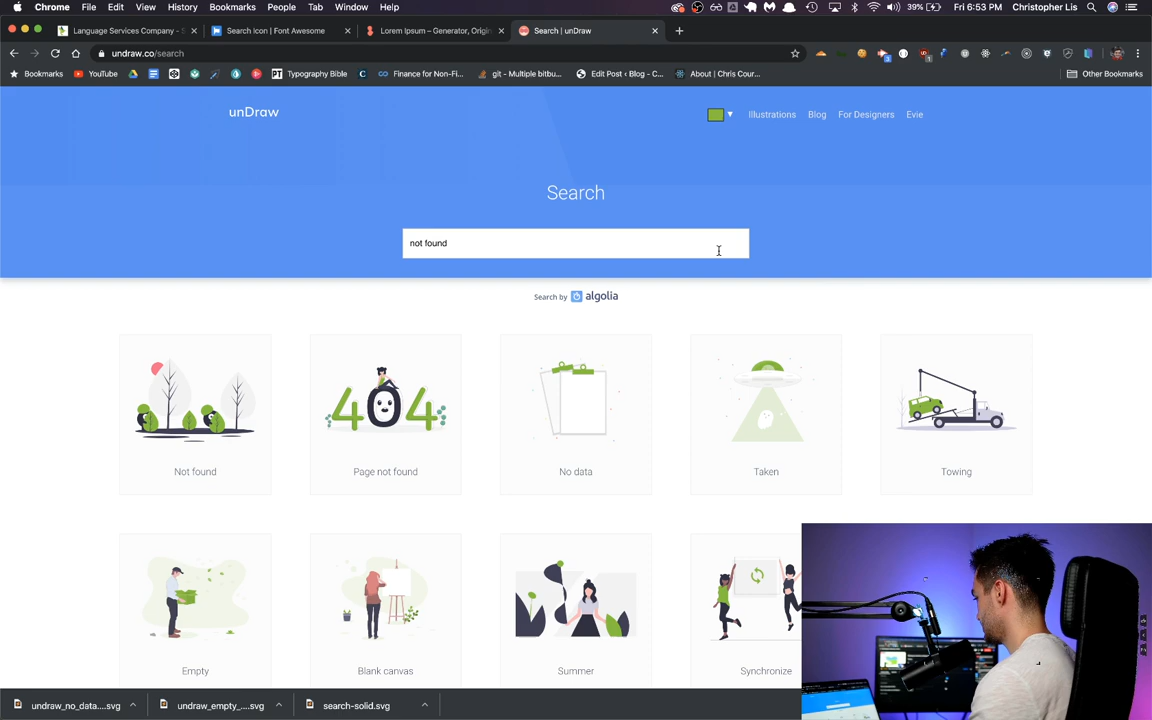 Chrome File Edit View History Bookmarks People Tab Window Help 39% Fri 6:53 PM Christopher Lis
Language Services Company - S Search Icon | Font Awesome Lorem Ipsum – Generator, Origin Search | unDraw
undraw.co/search
Bookmarks YouTube Typography Bible Finance for Non-Fi... git - Multiple bitbu... Edit Post ‹ Blog ‹ C... About | Chris Cour... Other Bookmarks
unDraw
Illustrations Blog For Designers Evie
Search
not found
Search by algolia
404
Not found Page not found No data Taken Towing
Empty Blank canvas Summer Synchronize
undraw_no_data....svg undraw_empty_....svg search-solid.svg